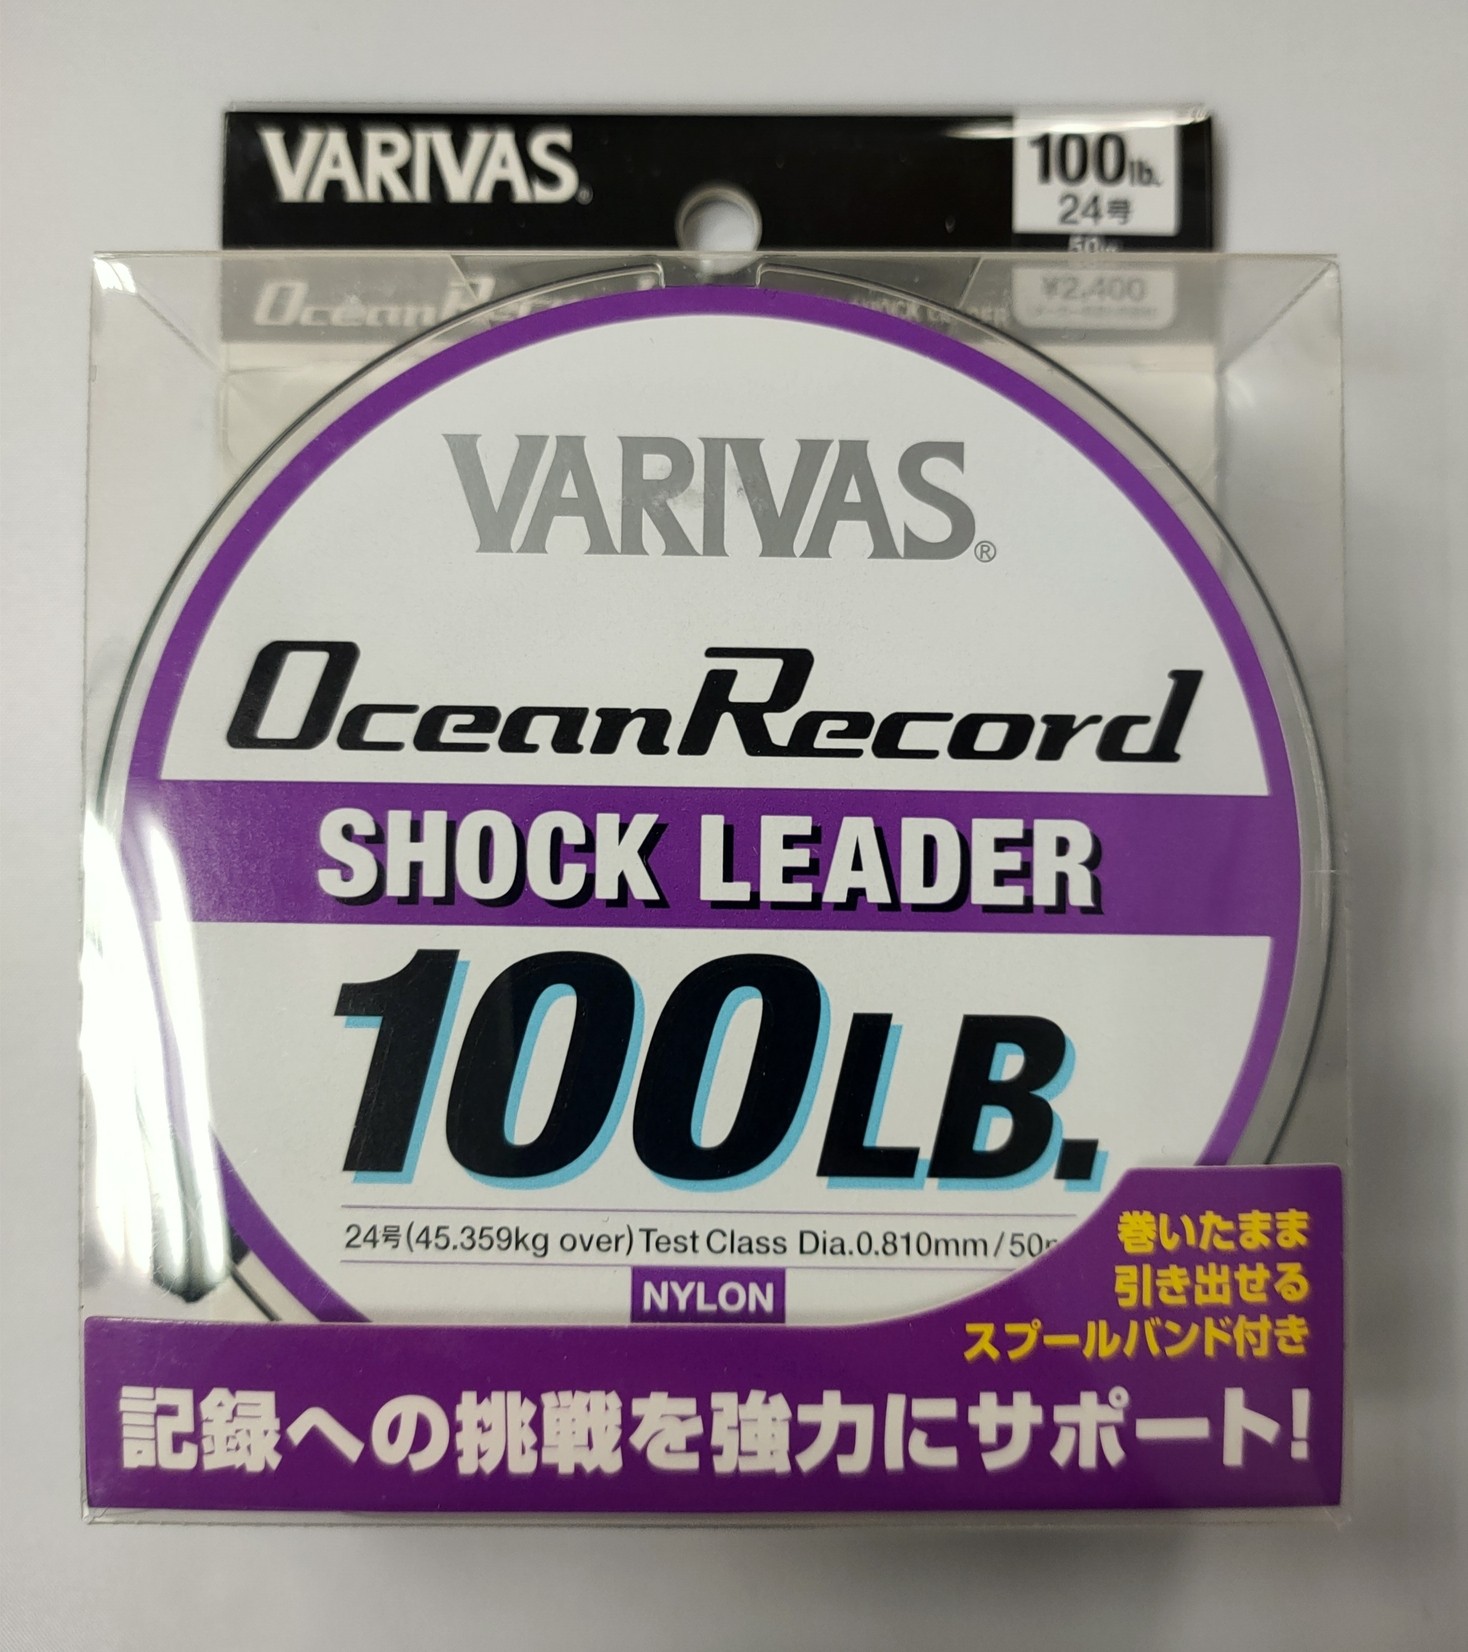 VARIVAS®
100lb.
24号
50m
OceanRecord SHOCK LEADER
¥2,400
VARIVAS®
OceanRecord
SHOCK LEADER
100LB.
24号(45.359kg over) Test Class Dia.0.810mm/50m
NYLON
巻いたまま
引き出せる
スプールバンド付き
記録への挑戦を強力にサポート!